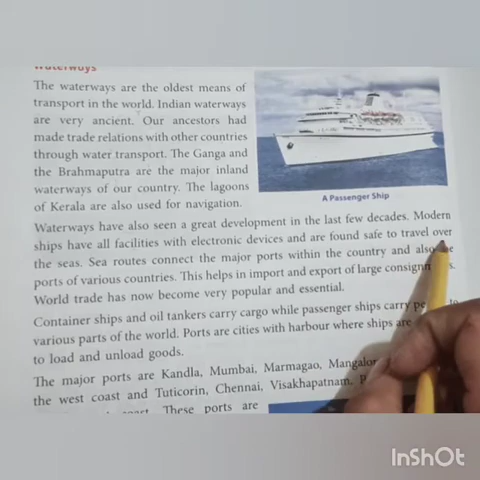 Waterways
The waterways are the oldest means of
transport in the world. Indian waterways
are very ancient. Our ancestors had
made trade relations with other countries
through water transport. The Ganga and
the Brahmaputra are the major inland
waterways of our country. The lagoons
of Kerala are also used for navigation.
A Passenger Ship
Waterways have also seen a great development in the last few decades. Modern
ships have all facilities with electronic devices and are found safe to travel over
the seas. Sea routes connect the major ports within the country and also
ports of various countries. This helps in import and export of large
World trade has now become very popular and essential.
Container ships and oil tankers carry cargo while passenger ships carry to
various parts of the world. Ports are cities with harbour where ships are
to load and unload goods.
The major ports are Kandla, Mumbai, Marmagao,
the west coast and Tuticorin, Chennai, Visakhapatnam,
These ports are
InShOt